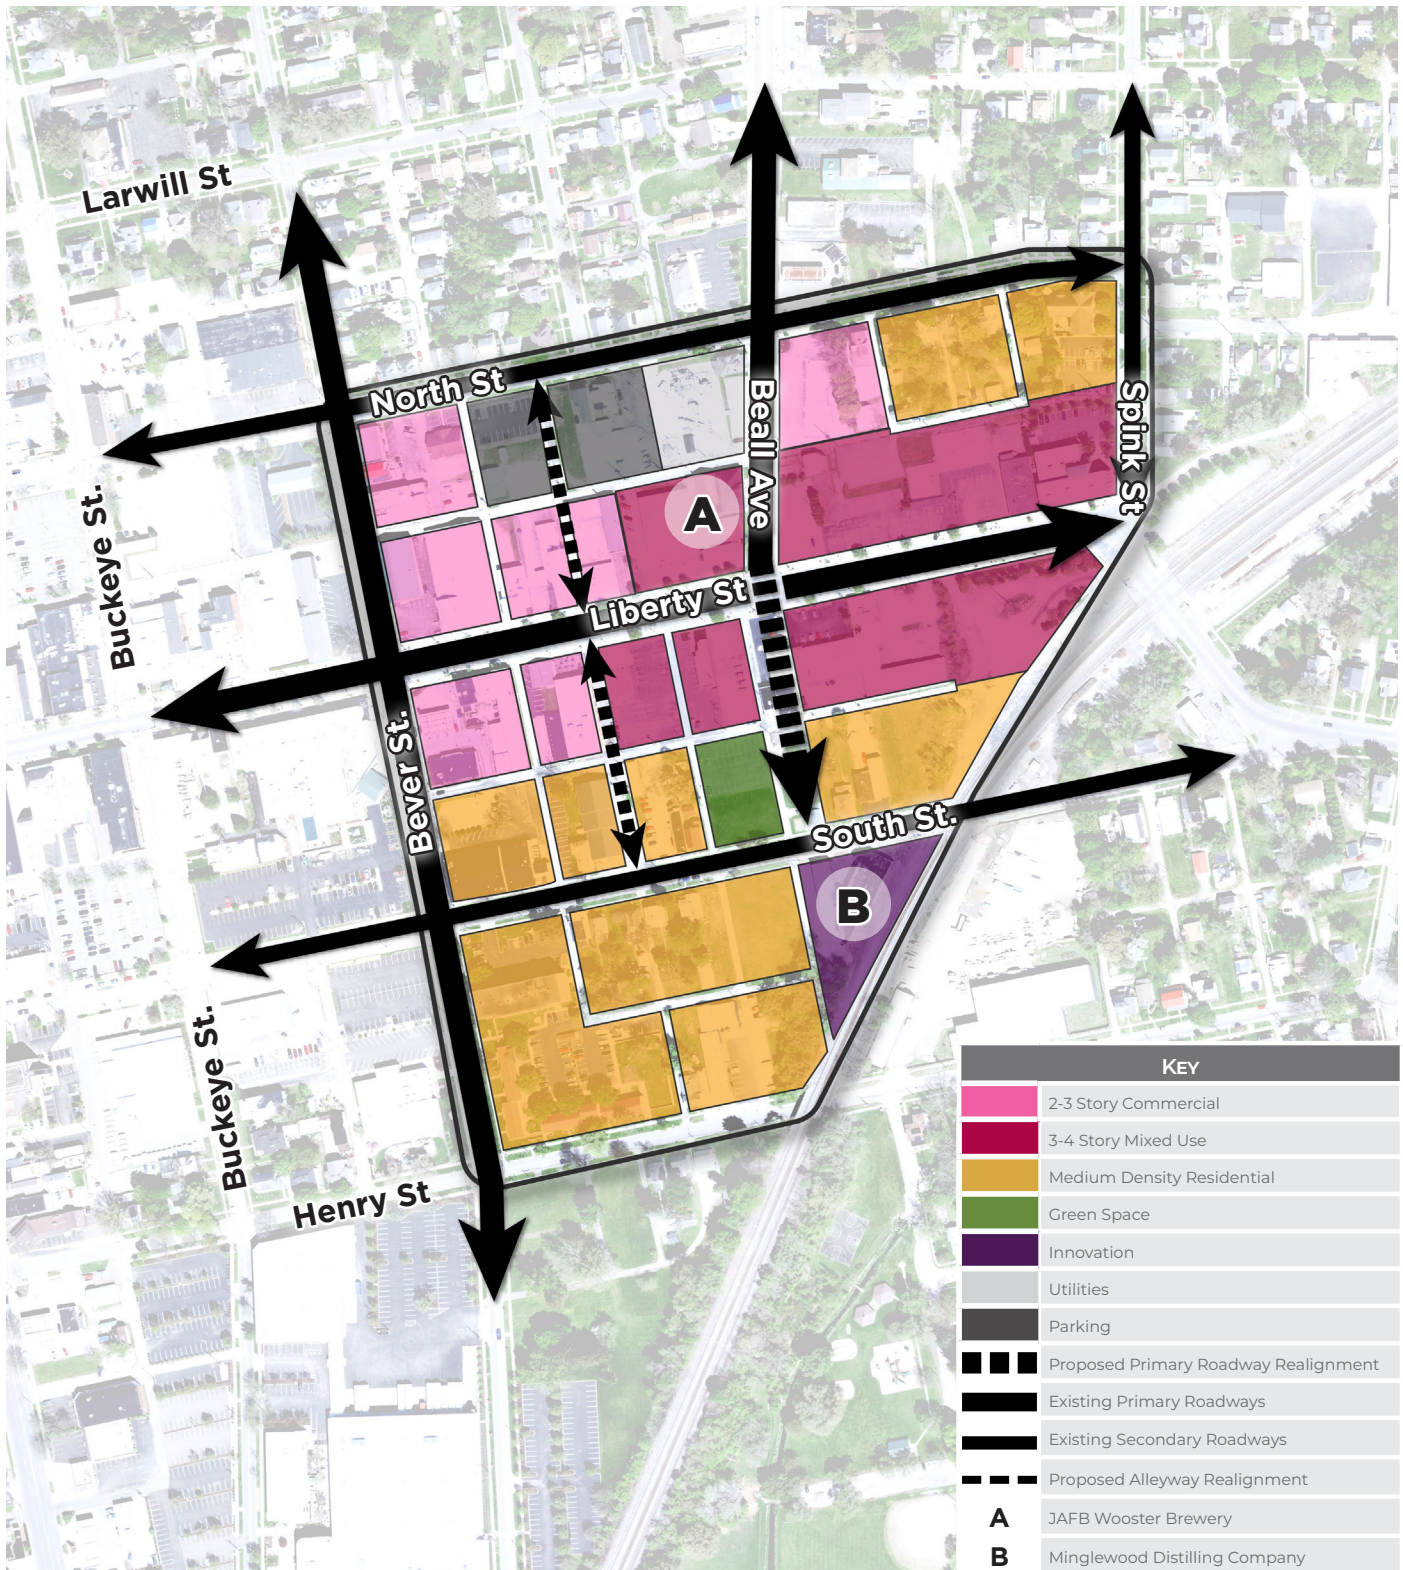 Larwill St
North St
Beall Ave
Spink St
Buckeye St.
A
Liberty St
Bever St.
South St.
B
Buckeye St.
Henry St
KEY
2-3 Story Commercial
3-4 Story Mixed Use
Medium Density Residential
Green Space
Innovation
Utilities
Parking
Proposed Primary Roadway Realignment
Existing Primary Roadways
Existing Secondary Roadways
Proposed Alleyway Realignment
A JAFB Wooster Brewery
B Minglewood Distilling Company